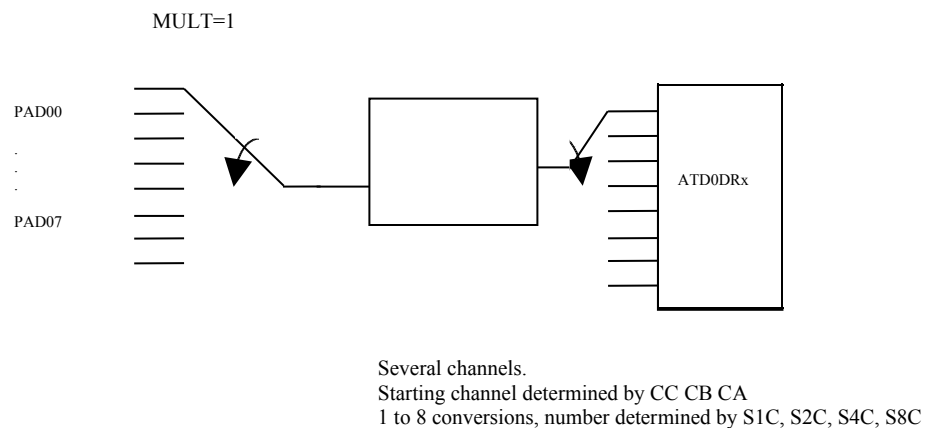 MULT=1
PAD00
.
.
.
PAD07
ATD0DRx
Several channels.
Starting channel determined by CC CB CA
1 to 8 conversions, number determined by S1C, S2C, S4C, S8C